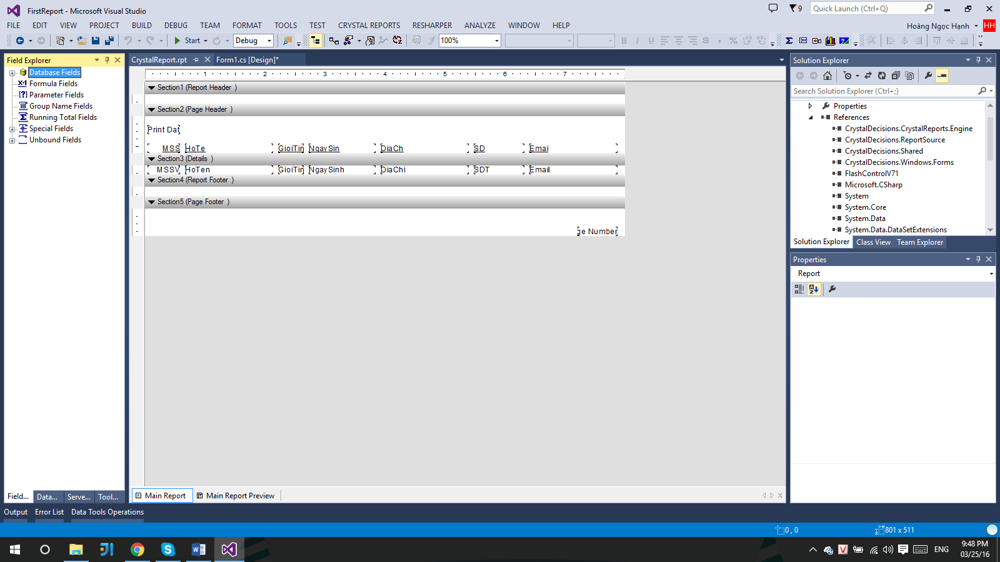 FirstReport - Microsoft Visual Studio
9
Quick Launch (Ctrl+Q)
FILE EDIT VIEW PROJECT BUILD DEBUG TEAM FORMAT TOOLS TEST CRYSTAL REPORTS RESHARPER ANALYZE WINDOW HELP
Hoàng Ngọc Hạnh HH
Start Debug 100%
Field Explorer
Database Fields
Formula Fields
Parameter Fields
Group Name Fields
Running Total Fields
Special Fields
Unbound Fields
Field... Data... Serve... Tool...
CrystalReport.rpt Form1.cs [Design]*
1 2 3 4 5 6 7
Section1 (Report Header )
Section2 (Page Header )
Print Dat
MSS HoTe GioiTin NgaySin DiaCh SD Emai
Section3 (Details )
MSSV HoTen GioiTin NgaySinh DiaChi SDT Email
Section4 (Report Footer )
Section5 (Page Footer )
ge Number
Main Report Main Report Preview
Solution Explorer
Search Solution Explorer (Ctrl+;)
Properties
References
CrystalDecisions.CrystalReports.Engine
CrystalDecisions.ReportSource
CrystalDecisions.Shared
CrystalDecisions.Windows.Forms
FlashControlV71
Microsoft.CSharp
System
System.Core
System.Data
System.Data.DataSetExtensions
Solution Explorer Class View Team Explorer
Properties
Report
Output Error List Data Tools Operations
0 , 0 801 x 511
ENG
9:48 PM
03/25/16